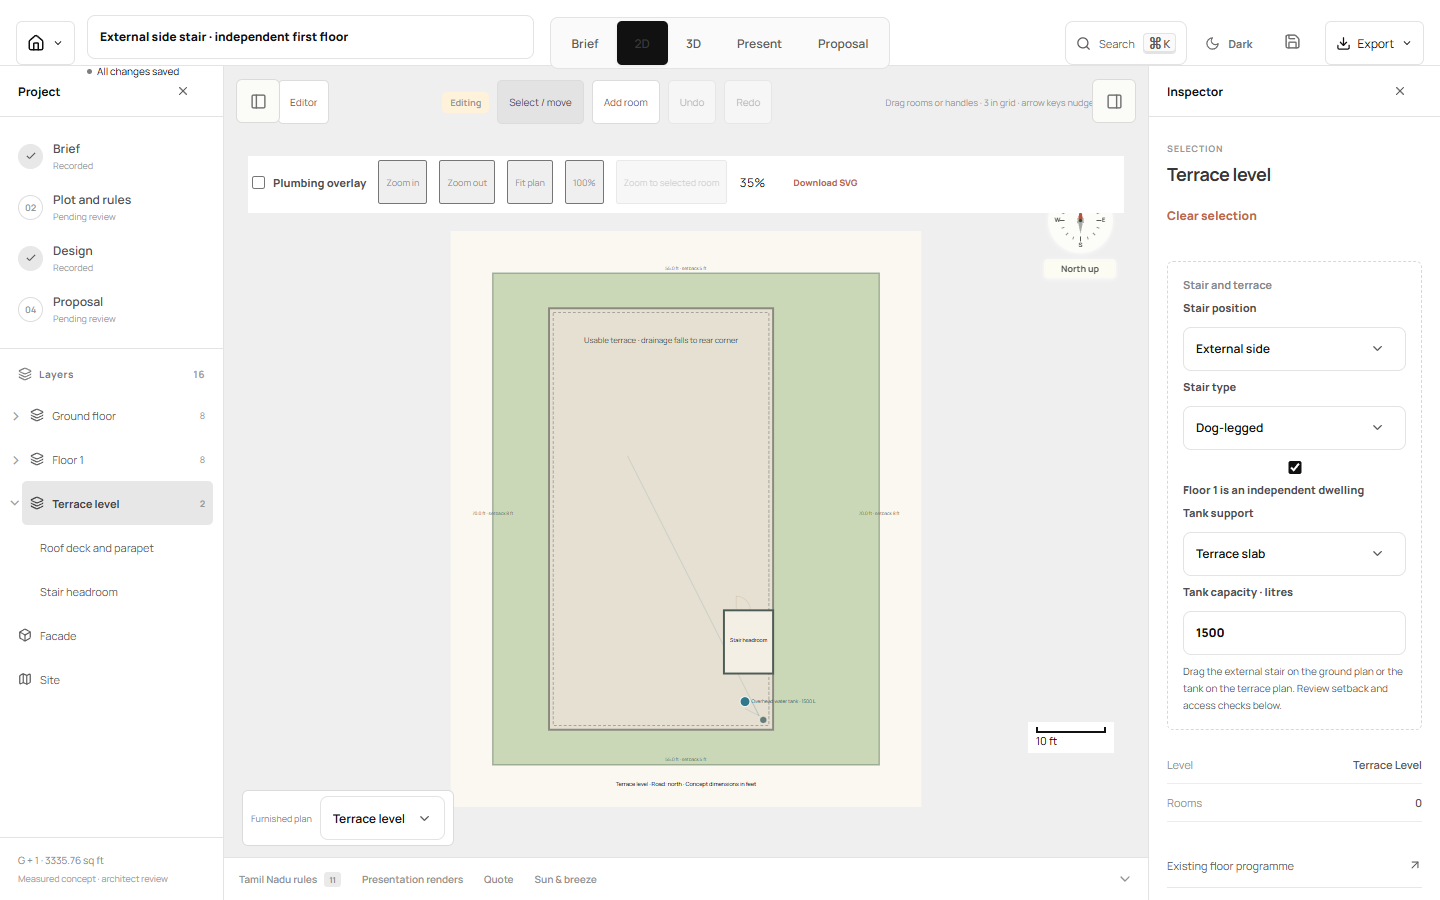 External side stair · independent first floor
All changes saved
Brief
2D
3D
Present
Proposal
Search
⌘K
Dark
Export
Project
Brief
Recorded
02
Plot and rules
Pending review
Design
Recorded
04
Proposal
Pending review
Layers
16
Ground floor
8
Floor 1
8
Terrace level
2
Roof deck and parapet
Stair headroom
Facade
Site
G + 1 · 3335.76 sq ft
Measured concept · architect review
Editor
Editing
Select / move
Add room
Undo
Redo
Drag rooms or handles · 3 in grid · arrow keys nudge
Plumbing overlay
Zoom in
Zoom out
Fit plan
100%
Zoom to selected room
35%
Download SVG
W
E
S
North up
Usable terrace · drainage falls to rear corner
Stair headroom
Overhead water tank · 1500 L
Terrace level · Road: north · Concept dimensions in feet
10 ft
Furnished plan
Terrace level
Tamil Nadu rules
11
Presentation renders
Quote
Sun & breeze
Inspector
SELECTION
Terrace level
Clear selection
Stair and terrace
Stair position
External side
Stair type
Dog-legged
Floor 1 is an independent dwelling
Tank support
Terrace slab
Tank capacity · litres
1500
Drag the external stair on the ground plan or the
tank on the terrace plan. Review setback and
access checks below.
Level
Terrace Level
Rooms
0
Existing floor programme